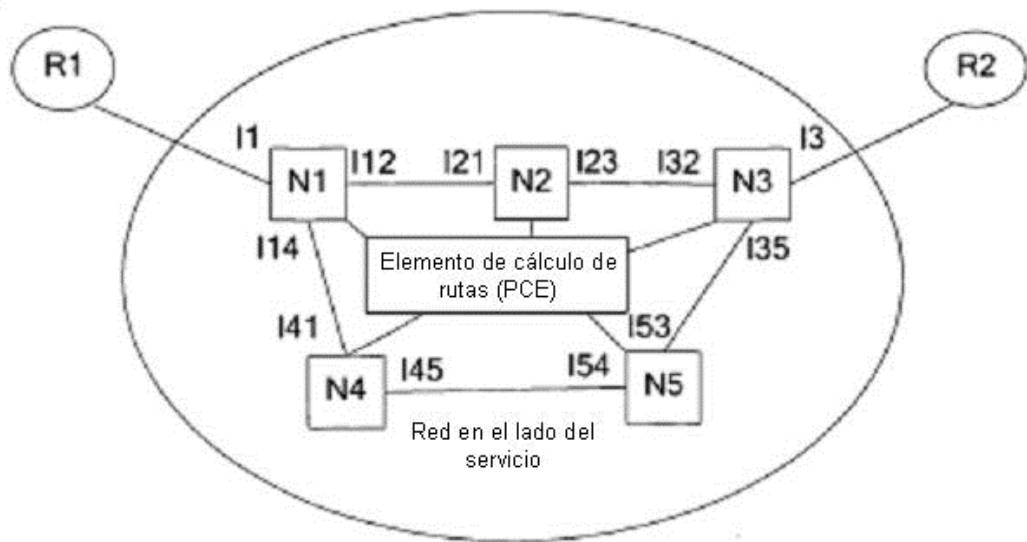 R1
R2
I1
I3
N1
I12
I21
N2
I23
I32
N3
I14
I35
Elemento de cálculo de
rutas (PCE)
I41
I53
N4
I45
I54
N5
Red en el lado del
servicio